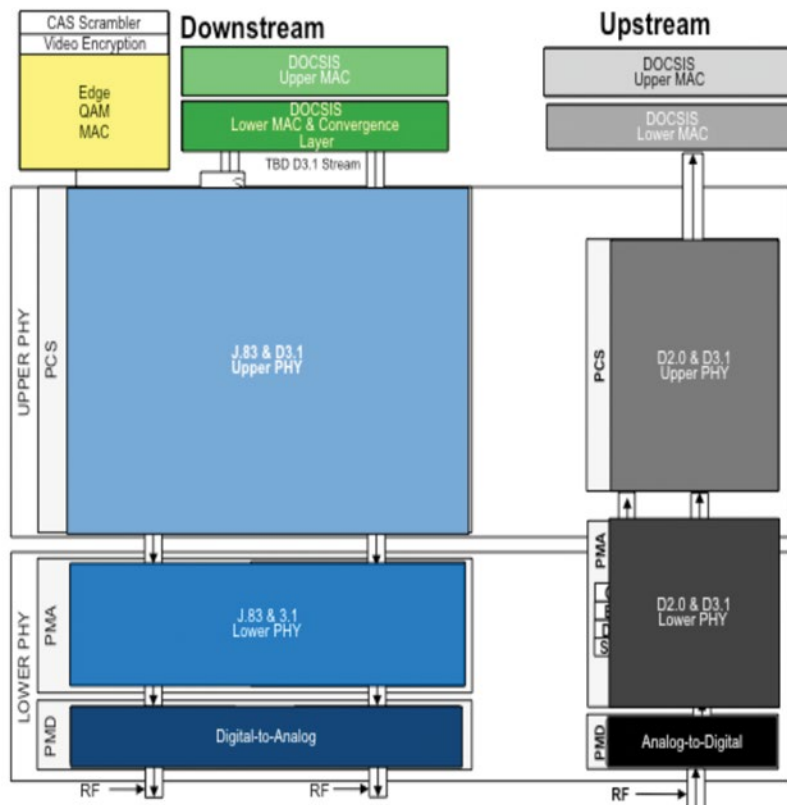 CAS Scrambler
Video Encryption
Edge
QAM
MAC
Downstream
DOCSIS
Upper MAC
DOCSIS
Lower MAC & Convergence
Layer
TBD D3.1 Stream
Upstream
DOCSIS
Upper MAC
DOCSIS
Lower MAC
UPPER PHY
PCS
J.83 & D3.1
Upper PHY
PCS
D2.0 & D3.1
Upper PHY
LOWER PHY
PMA
J.83 & 3.1
Lower PHY
PMA
D2.0 & D3.1
Lower PHY
PMD
Digital-to-Analog
PMD
Analog-to-Digital
RF
RF
RF